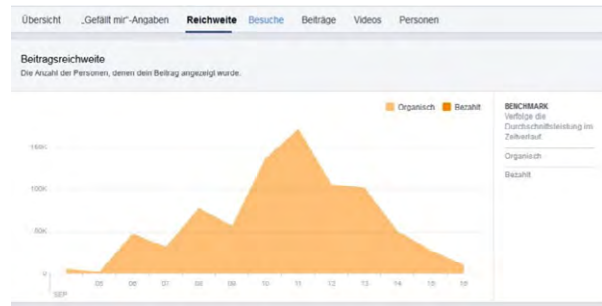 Übersicht „Gefällt mir“-Angaben Reichweite Besuche Beiträge Videos Personen
Beitragsreichweite
Die Anzahl der Personen, denen dein Beitrag angezeigt wurde.
Organisch Bezahlt
BENCHMARK
Verfolge die
Durchschnittsleistung im
Zeitverlauf.
Organisch
Bezahlt
150K
100K
50K
0
05 06 07 08 09 10 11 12 13 14 15 16
SEP